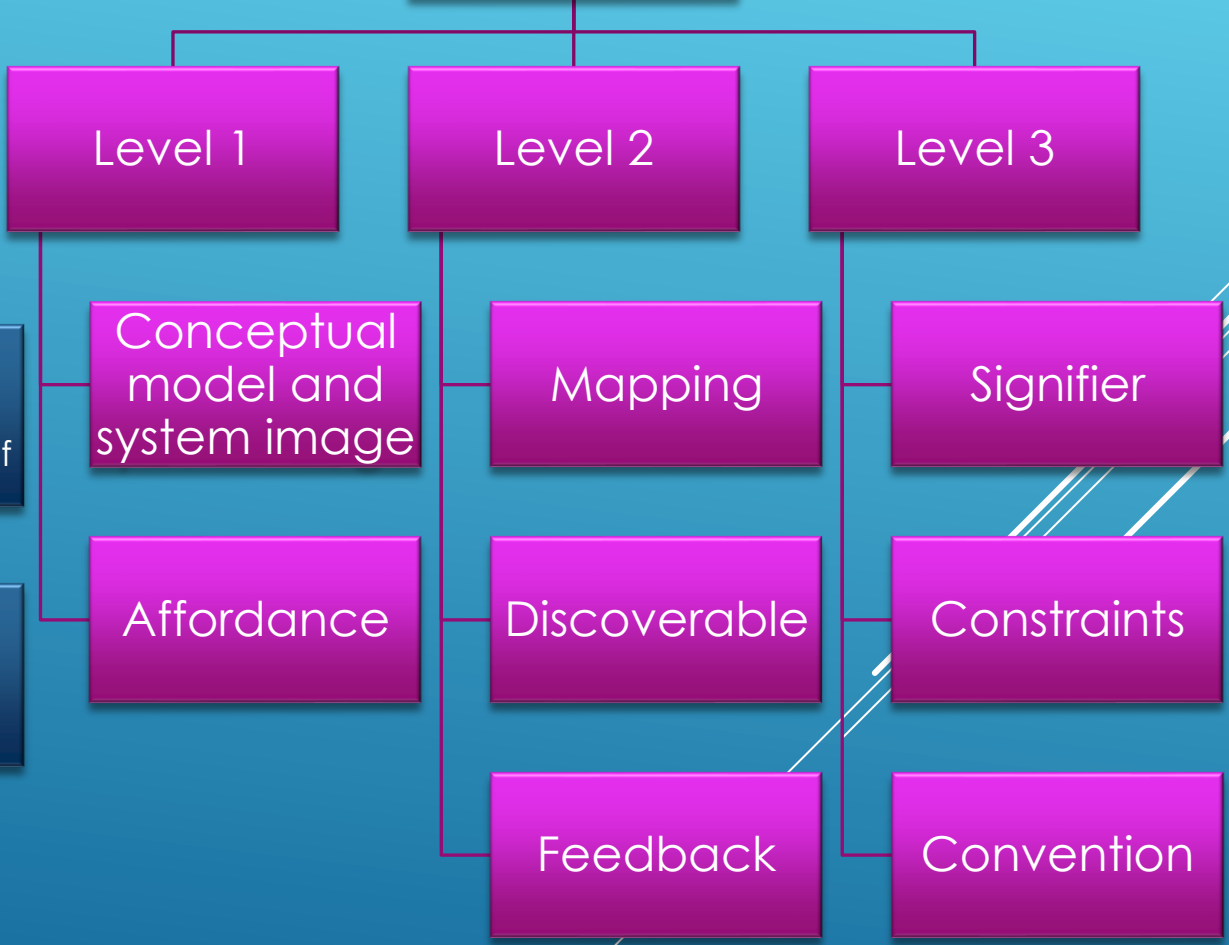 Level 1
Level 2
Level 3
Conceptual
model and
system image
Mapping
Signifier
f
Affordance
Discoverable
Constraints
Feedback
Convention